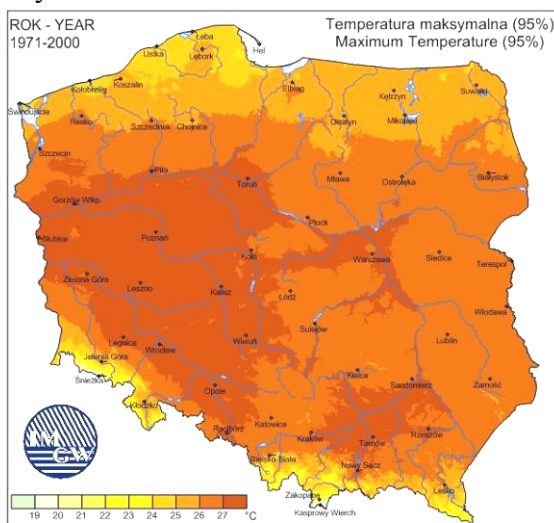 ROK - YEAR
1971-2000
Temperatura maksymalna (95%)
Maximum Temperature (95%)
Łeba
Hel
Ustka
Lębork
Koszalin
Kołobrzeg
Elbląg
Kętrzyn
Suwałki
Świnoujście
Resko
Szczecinek
Chojnice
Olsztyn
Mikołajki
Szczecin
Piła
Toruń
Mława
Ostrołęka
Białystok
Gorzów Wlkp.
Płock
Słubice
Poznań
Koło
Warszawa
Siedlce
Terespol
Zielona Góra
Leszno
Kalisz
Łódź
Włodawa
Sulejów
Legnica
Wrocław
Wieluń
Lublin
Jelenia Góra
Śnieżka
Opole
Kielce
Sandomierz
Zamość
Kłodzko
Racibórz
Katowice
Kraków
Tarnów
Rzeszów
Bielsko-Biała
Nowy Sącz
Lesko
Zakopane
Kasprowy Wierch
IMGW
19 20 21 22 23 24 25 26 27 °C